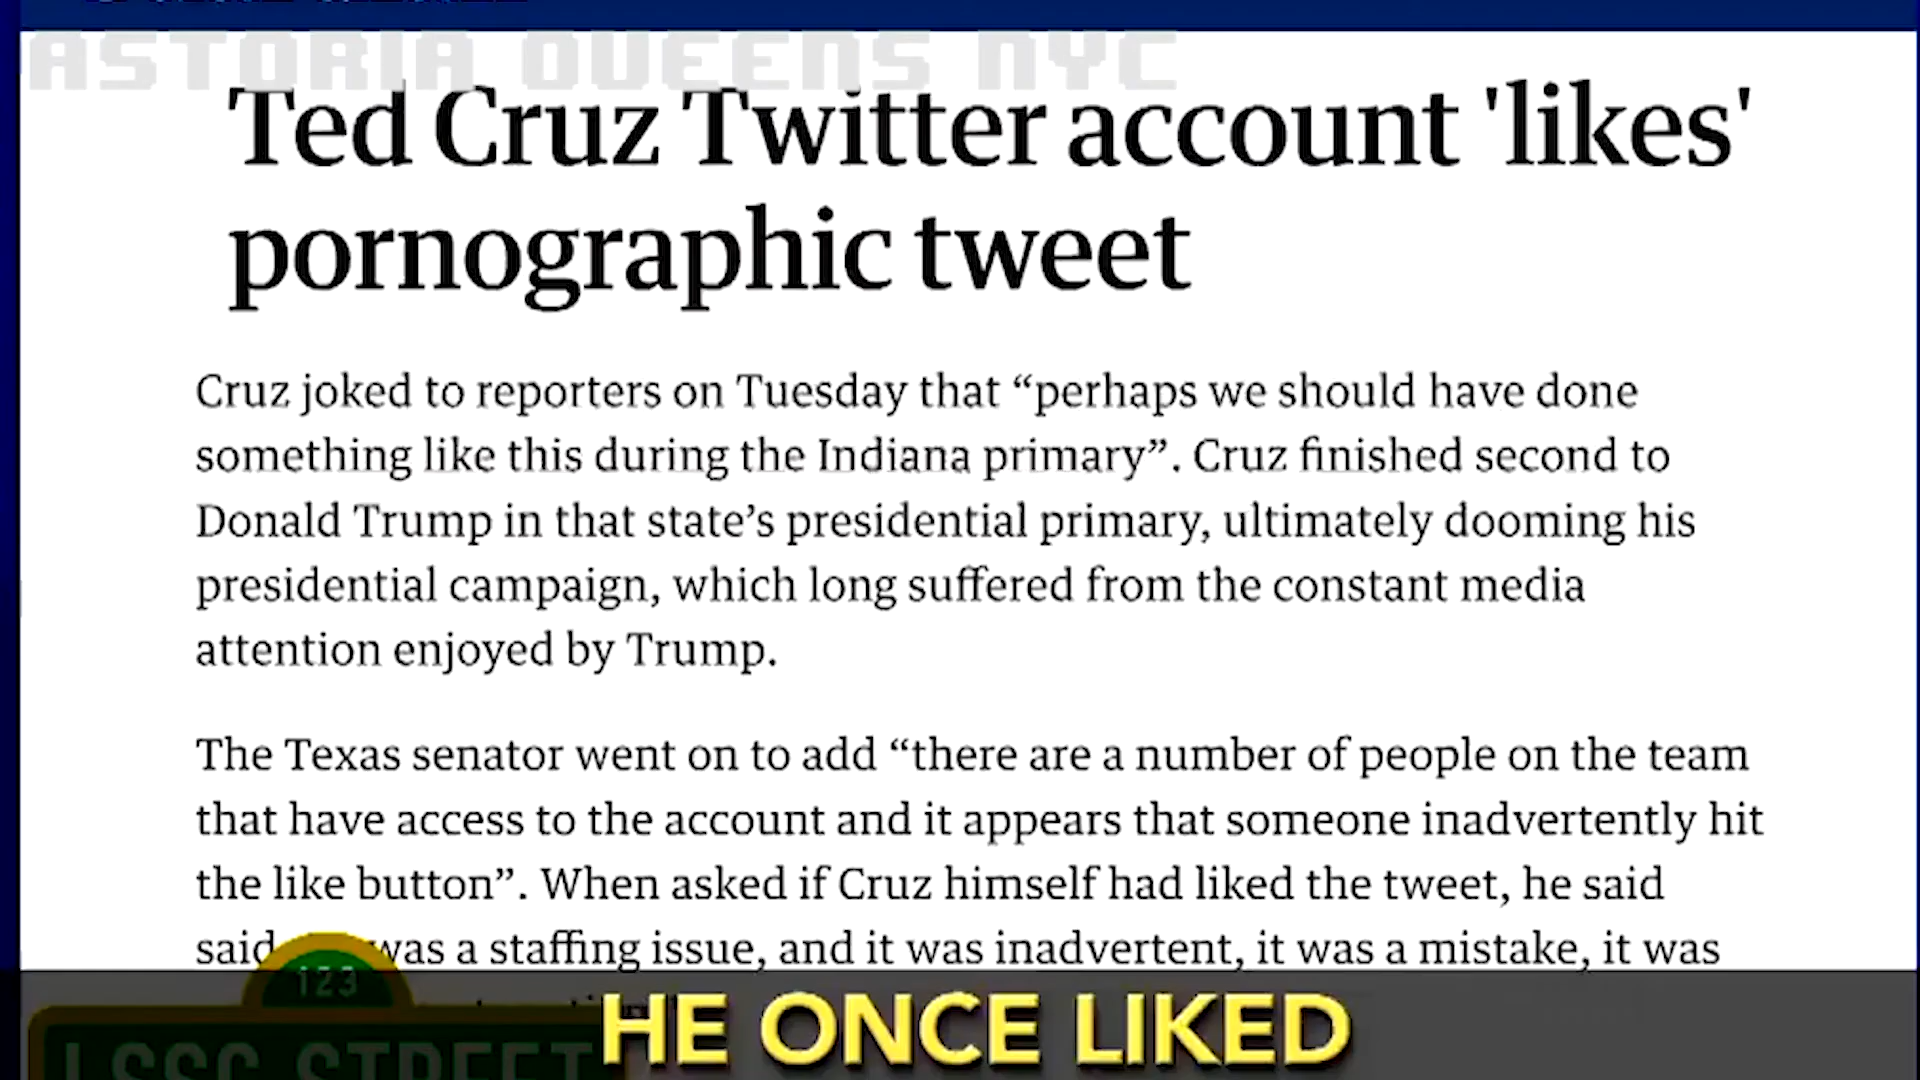 ASTORIA QUEENS NYC
Ted Cruz Twitter account 'likes'
pornographic tweet
Cruz joked to reporters on Tuesday that “perhaps we should have done
something like this during the Indiana primary”. Cruz finished second to
Donald Trump in that state’s presidential primary, ultimately dooming his
presidential campaign, which long suffered from the constant media
attention enjoyed by Trump.
The Texas senator went on to add “there are a number of people on the team
that have access to the account and it appears that someone inadvertently hit
the like button”. When asked if Cruz himself had liked the tweet, he said
said was a staffing issue, and it was inadvertent, it was a mistake, it was
123
LSSC STREET
HE ONCE LIKED